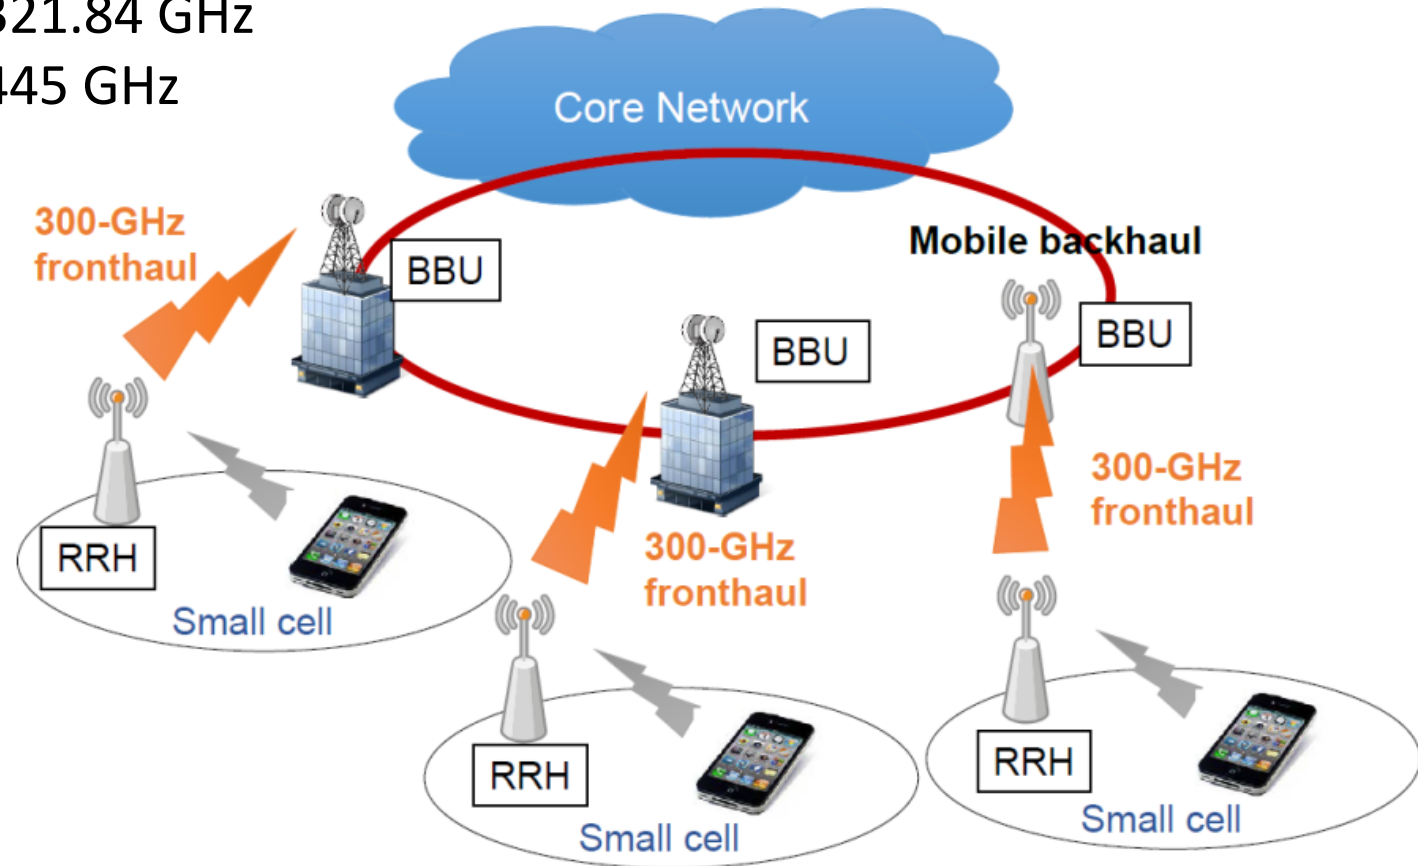 321.84 GHz
445 GHz
Core Network
300-GHz
fronthaul
BBU
Mobile backhaul
BBU
BBU
300-GHz
fronthaul
300-GHz
fronthaul
RRH
Small cell
RRH
Small cell
RRH
Small cell